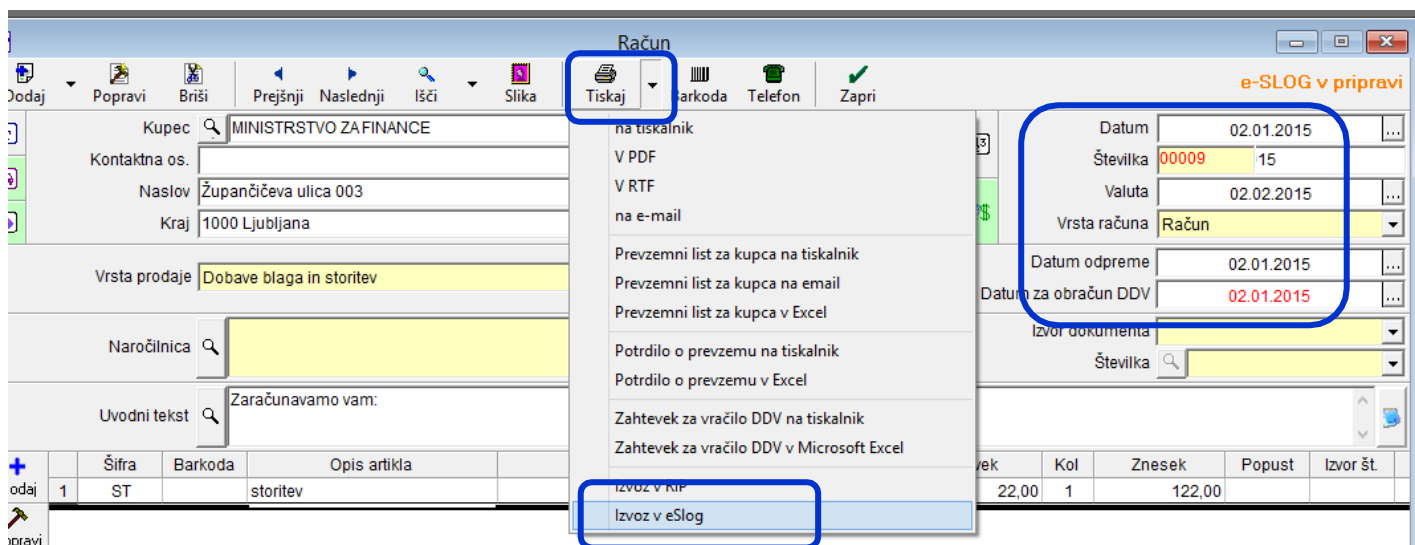 Račun
Dodaj Popravi Briši Prejšnji Naslednji Išči Slika Tiskaj Barkoda Telefon Zapri
e-SLOG v pripravi
Kupec MINISTRSTVO ZA FINANCE
Kontaktna os.
Naslov Župančičeva ulica 003
Kraj 1000 Ljubljana
Vrsta prodaje Dobave blaga in storitev
Naročilnica
Uvodni tekst Zaračunavamo vam:
na tiskalnik
V PDF
V RTF
na e-mail
Prevzemni list za kupca na tiskalnik
Prevzemni list za kupca na email
Prevzemni list za kupca v Excel
Potrdilo o prevzemu na tiskalnik
Potrdilo o prevzemu v Excel
Zahtevek za vračilo DDV na tiskalnik
Zahtevek za vračilo DDV v Microsoft Excel
Izvoz v RIP
Izvoz v eSlog
Datum 02.01.2015 ...
Številka 00009 15
Valuta 02.02.2015 ...
Vrsta računa Račun
Datum odpreme 02.01.2015 ...
Datum za obračun DDV 02.01.2015 ...
Izvor dokumenta
Številka
Šifra Barkoda Opis artikla vek Kol Znesek Popust Izvor št.
odaj 1 ST storitev 22,00 1 122,00
opravi